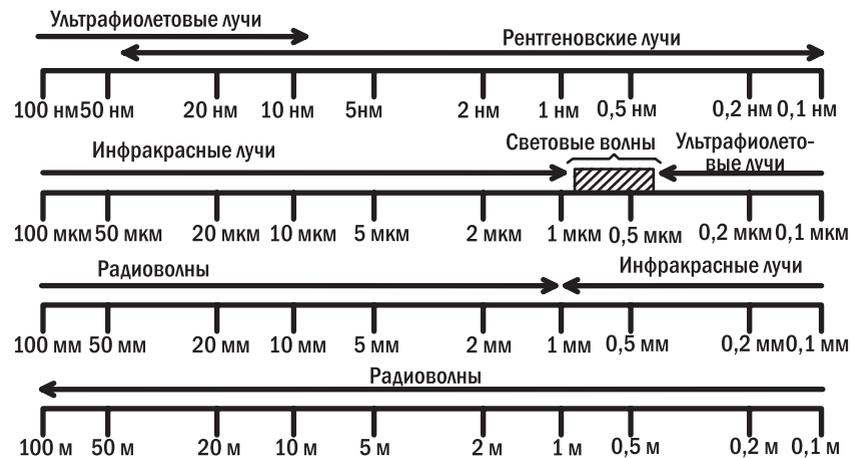 Ультрафиолетовые лучи
Рентгеновские лучи
100 нм 50 нм 20 нм 10 нм 5нм 2 нм 1 нм 0,5 нм 0,2 нм 0,1 нм
Инфракрасные лучи Световые волны Ультрафиолето-
вые лучи
100 мкм 50 мкм 20 мкм 10 мкм 5 мкм 2 мкм 1 мкм 0,5 мкм 0,2 мкм 0,1 мкм
Радиоволны Инфракрасные лучи
100 мм 50 мм 20 мм 10 мм 5 мм 2 мм 1 мм 0,5 мм 0,2 мм 0,1 мм
Радиоволны
100 м 50 м 20 м 10 м 5 м 2 м 1 м 0,5 м 0,2 м 0,1 м